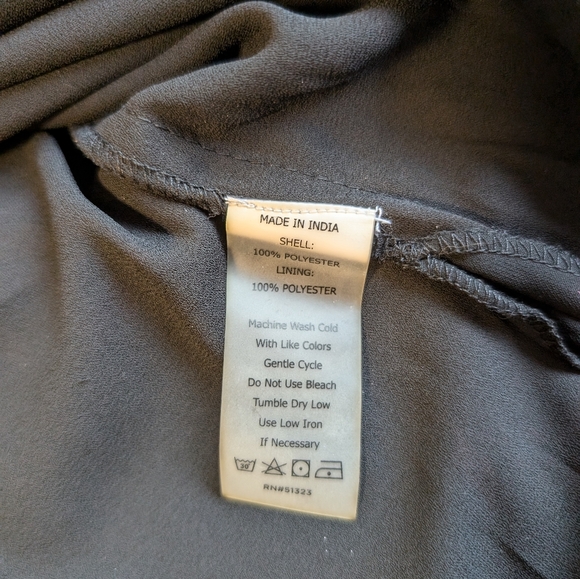 MADE IN INDIA
SHELL:
100% POLYESTER
LINING:
100% POLYESTER
Machine Wash Cold
With Like Colors
Gentle Cycle
Do Not Use Bleach
Tumble Dry Low
Use Low Iron
If Necessary
30°
RN#51323